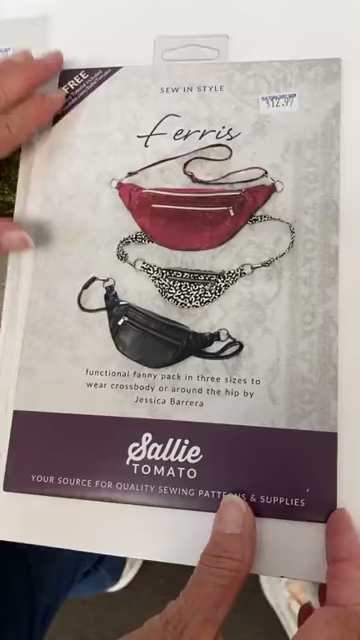 FREE
SEW IN STYLE
$12.99
Ferris
functional fanny pack in three sizes to
wear crossbody or around the hip by
Jessica Barrera
Sallie
TOMATO
YOUR SOURCE FOR QUALITY SEWING PATTERNS & SUPPLIES